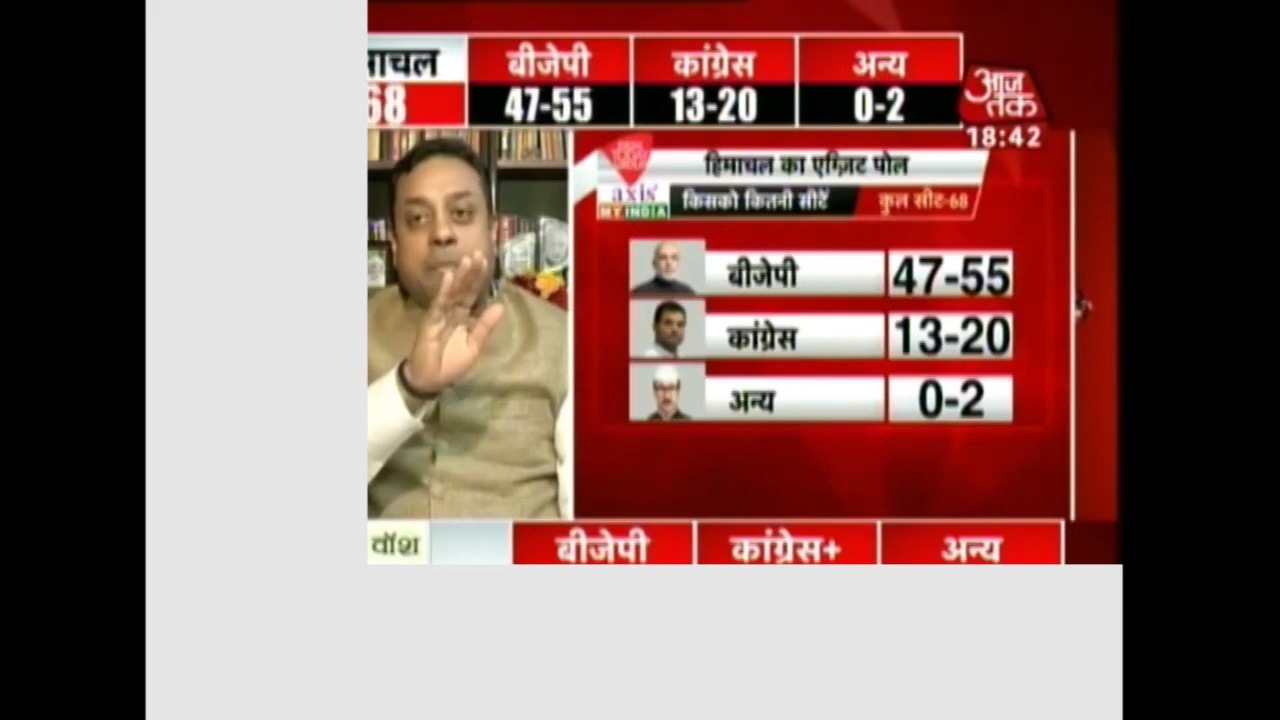 माचल बीजेपी कांग्रेस अन्य
68 47-55 13-20 0-2
आज
तक
18:42
हिमाचल का एग्ज़िट पोल
axis
MY INDIA
किसको कितनी सीटें कुल सीट-68
बीजेपी 47-55
कांग्रेस 13-20
अन्य 0-2
वॉश बीजेपी कांग्रेस+ अन्य